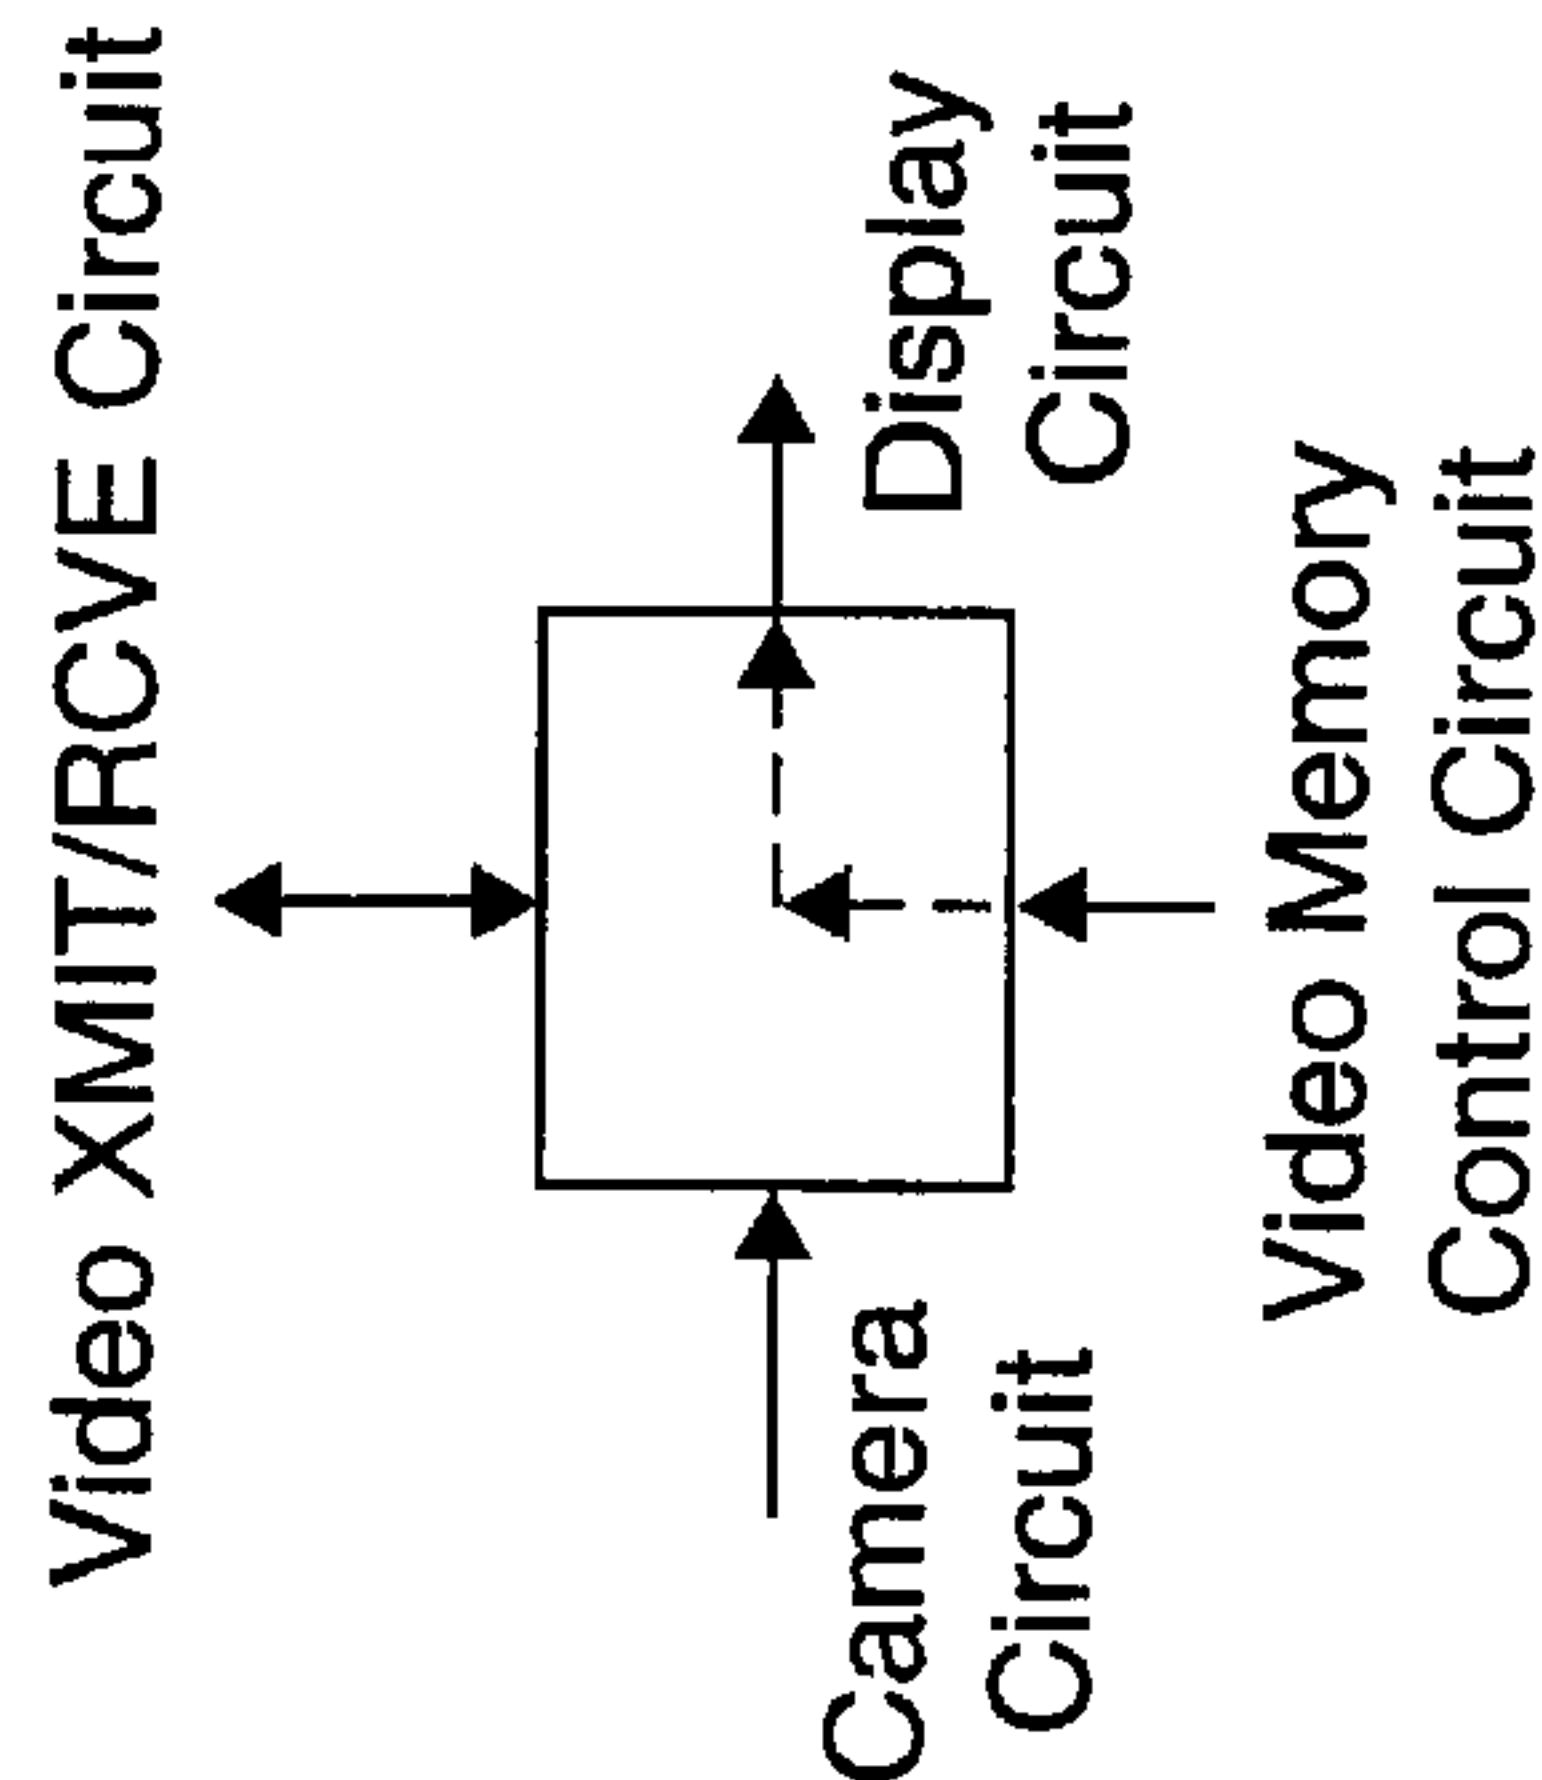 Video XMIT/RCVE Circuit
Camera
Circuit
Display
Circuit
Video Memory
Control Circuit